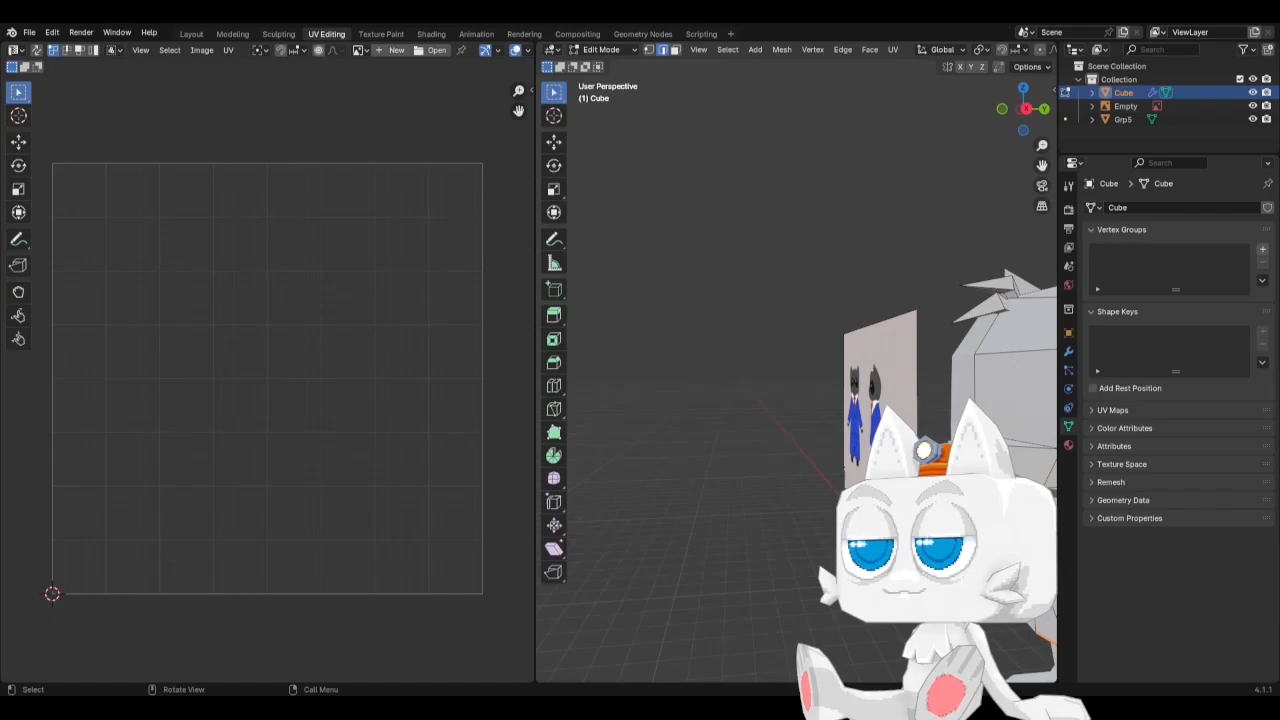 File Edit Render Window Help Layout Modeling Sculpting UV Editing Texture Paint Shading Animation Rendering Compositing Geometry Nodes Scripting + Scene ViewLayer
View Select Image UV New Open Edit Mode View Select Add Mesh Vertex Edge Face UV Global Search
X Y Z Options
Scene Collection
Collection
Cube
Empty
Grp5
User Perspective
(1) Cube
Z
X
Y
Search
Cube Cube
Cube
Vertex Groups
Shape Keys
Add Rest Position
UV Maps
Color Attributes
Attributes
Texture Space
Remesh
Geometry Data
Custom Properties
Select Rotate View Call Menu 4.1.1